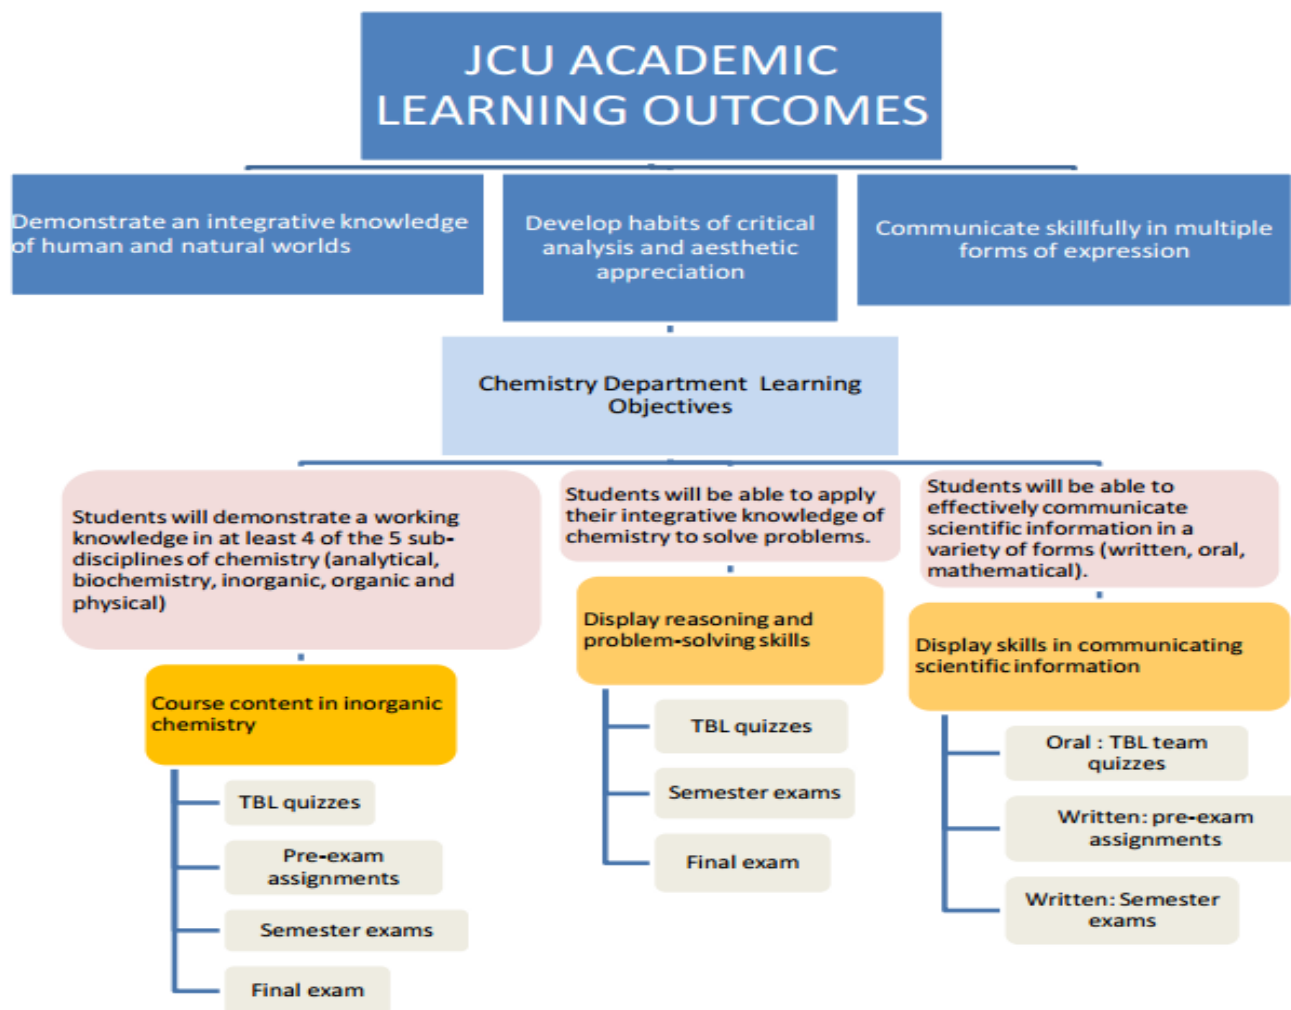 JCU ACADEMIC
LEARNING OUTCOMES
Demonstrate an integrative knowledge
of human and natural worlds
Develop habits of critical
analysis and aesthetic
appreciation
Communicate skillfully in multiple
forms of expression
Chemistry Department Learning
Objectives
Students will demonstrate a working
knowledge in at least 4 of the 5 sub-
disciplines of chemistry (analytical,
biochemistry, inorganic, organic and
physical)
Course content in inorganic
chemistry
TBL quizzes
Pre-exam
assignments
Semester exams
Final exam
Students will be able to apply
their integrative knowledge of
chemistry to solve problems.
Display reasoning and
problem-solving skills
TBL quizzes
Semester exams
Final exam
Students will be able to
effectively communicate
scientific information in a
variety of forms (written, oral,
mathematical).
Display skills in communicating
scientific information
Oral : TBL team
quizzes
Written: pre-exam
assignments
Written: Semester
exams